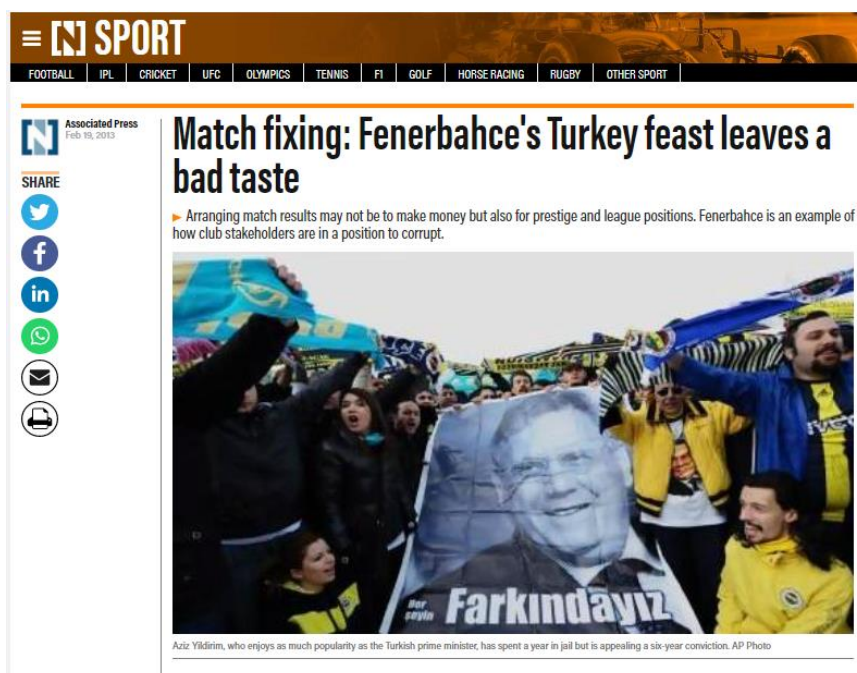 [N] SPORT
FOOTBALL IPL CRICKET UFC OLYMPICS TENNIS F1 GOLF HORSE RACING RUGBY OTHER SPORT
Associated Press
Feb 19, 2013
SHARE
Match fixing: Fenerbahce's Turkey feast leaves a
bad taste
Arranging match results may not be to make money but also for prestige and league positions. Fenerbahce is an example of
how club stakeholders are in a position to corrupt.
Her
şeyin
Farkındayız
Aziz Yildirim, who enjoys as much popularity as the Turkish prime minister, has spent a year in jail but is appealing a six-year conviction. AP Photo